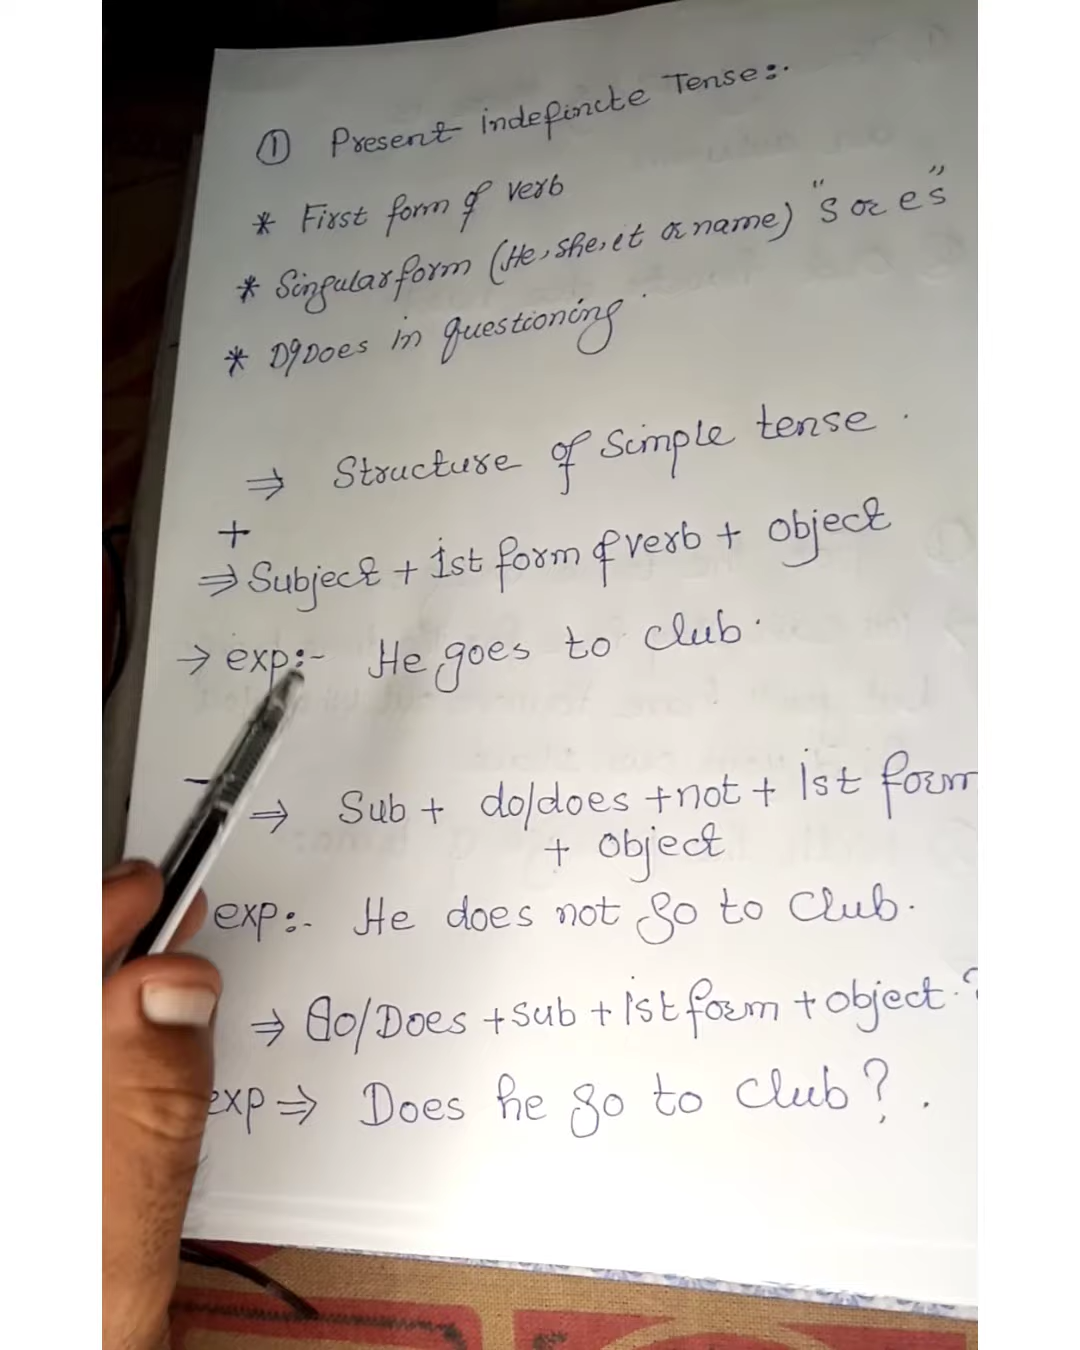 ① Present indefincte Tense:.
* First form of verb
* Singular form (He, she, it or name) "s or es"
* Do/Does in questioning.
⇒ Structure of Simple tense.
+
⇒ Subject + 1st form of verb + object
→ exp:- He goes to club.
-
⇒ Sub + do/does + not + 1st form
+ object
exp:- He does not go to club.
⇒ Do/Does + sub + 1st form + object.?
exp ⇒ Does he go to club?.